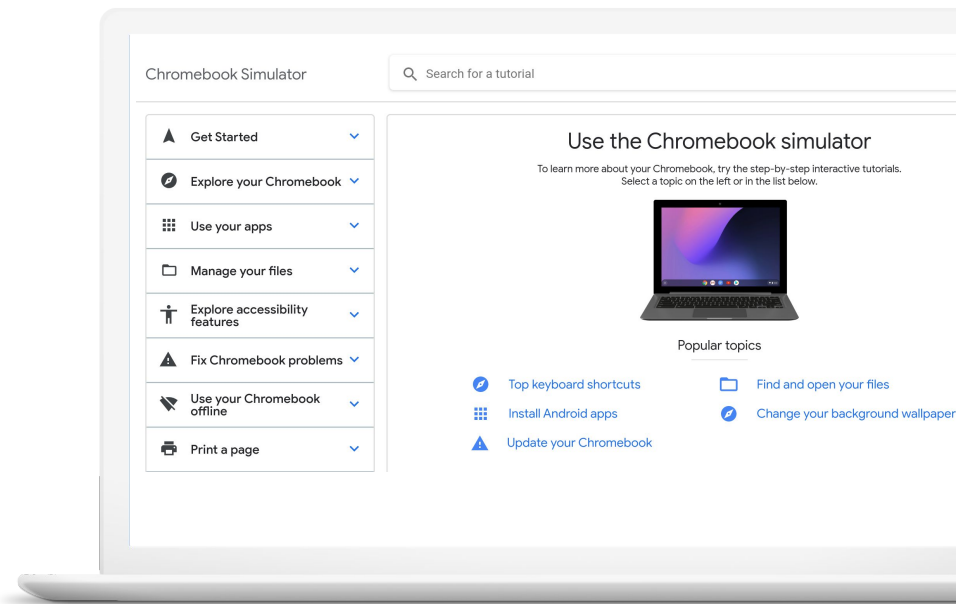 Chromebook Simulator
Search for a tutorial
Get Started
Explore your Chromebook
Use your apps
Manage your files
Explore accessibility
features
Fix Chromebook problems
Use your Chromebook
offline
Print a page
Use the Chromebook simulator
To learn more about your Chromebook, try the step-by-step interactive tutorials.
Select a topic on the left or in the list below.
Popular topics
Top keyboard shortcuts
Find and open your files
Install Android apps
Change your background wallpaper
Update your Chromebook